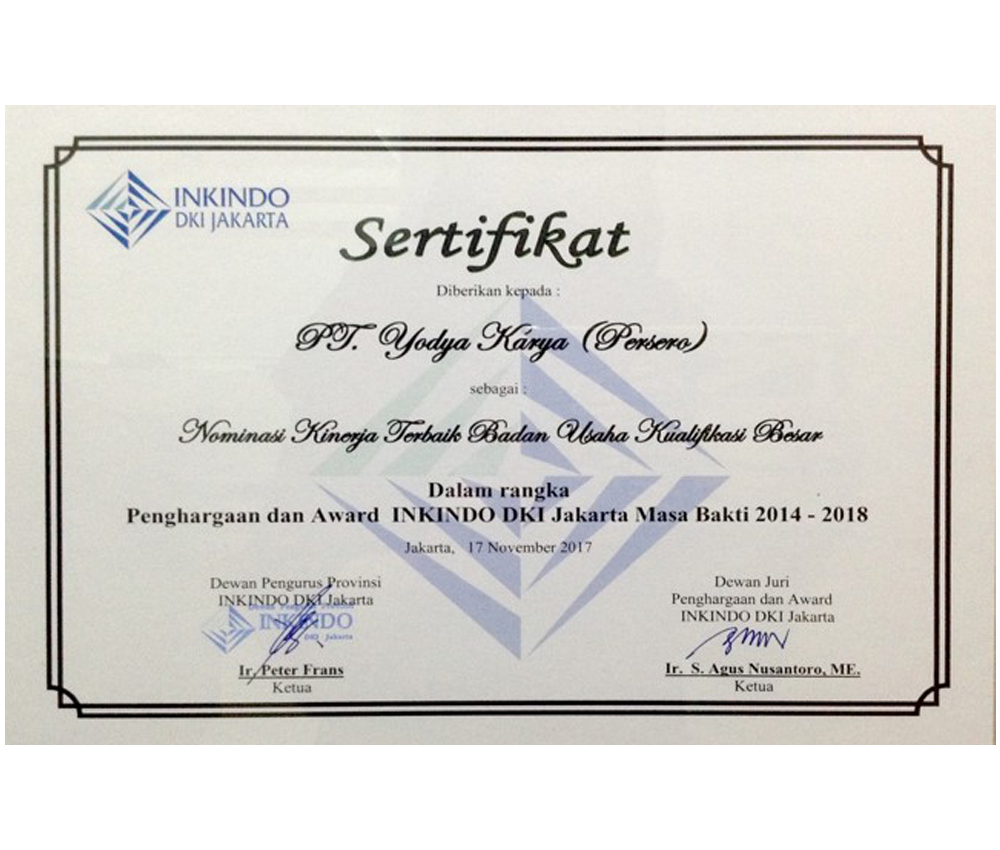 INKINDO
DKI JAKARTA
Sertifikat
Diberikan kepada :
PT. Yodya Karya (Persero)
sebagai :
Nominasi Kinerja Terbaik Badan Usaha Kualifikasi Besar
Dalam rangka
Penghargaan dan Award INKINDO DKI Jakarta Masa Bakti 2014 - 2018
Jakarta, 17 November 2017
Dewan Pengurus Provinsi
INKINDO DKI Jakarta
Dewan Pengurus Provinsi
INKINDO
DKI Jakarta
Ir. Peter Frans
Ketua
Dewan Juri
Penghargaan dan Award
INKINDO DKI Jakarta
Ir. S. Agus Nusantoro, ME.
Ketua